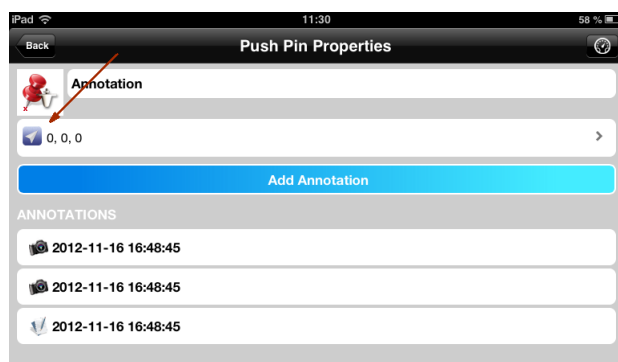 iPad 11:30 58 %
Back Push Pin Properties
Annotation
x
0, 0, 0
Add Annotation
ANNOTATIONS
2012-11-16 16:48:45
2012-11-16 16:48:45
2012-11-16 16:48:45